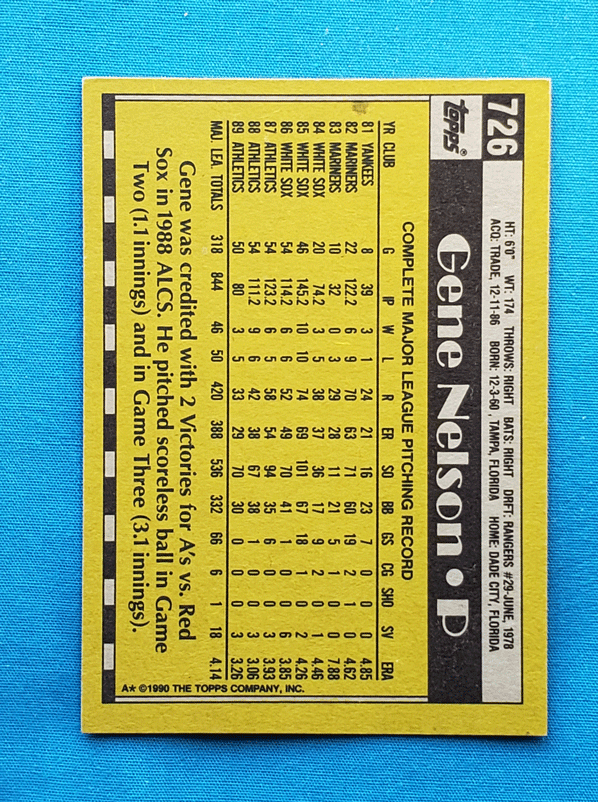 726
HT: 6'0" WT: 174 THROWS: RIGHT BATS: RIGHT DRFT: RANGERS #29-JUNE, 1978
ACQ: TRADE, 12-11-86 BORN: 12-3-60, TAMPA, FLORIDA HOME: DADE CITY, FLORIDA
Topps®
Gene Nelson • P
COMPLETE MAJOR LEAGUE PITCHING RECORD
YR CLUB G IP W L R ER SO BB GS CG SHO SV ERA
81 YANKEES 8 39 3 1 24 21 16 23 7 0 0 0 4.85
82 MARINERS 22 122.2 6 9 70 63 71 60 19 2 1 0 4.62
83 MARINERS 10 32 0 3 29 28 11 21 5 1 0 0 7.88
84 WHITE SOX 20 74.2 3 5 38 37 36 17 9 2 0 1 4.46
85 WHITE SOX 46 145.2 10 10 74 69 101 67 18 1 0 2 4.26
86 WHITE SOX 54 114.2 6 6 52 49 70 41 1 0 0 6 3.85
87 ATHLETICS 54 123.2 6 5 58 54 94 35 6 0 0 3 3.93
88 ATHLETICS 54 111.2 9 6 42 38 67 38 1 0 0 3 3.06
89 ATHLETICS 50 80 3 5 33 29 70 30 0 0 0 3 3.26
MAJ. LEA. TOTALS 318 844 46 50 420 388 536 332 66 6 1 18 4.14
Gene was credited with 2 Victories for A's vs. Red
Sox in 1988 ALCS. He pitched scoreless ball in Game
Two (1.1 innings) and in Game Three (3.1 innings).
A* ©1990 THE TOPPS COMPANY, INC.